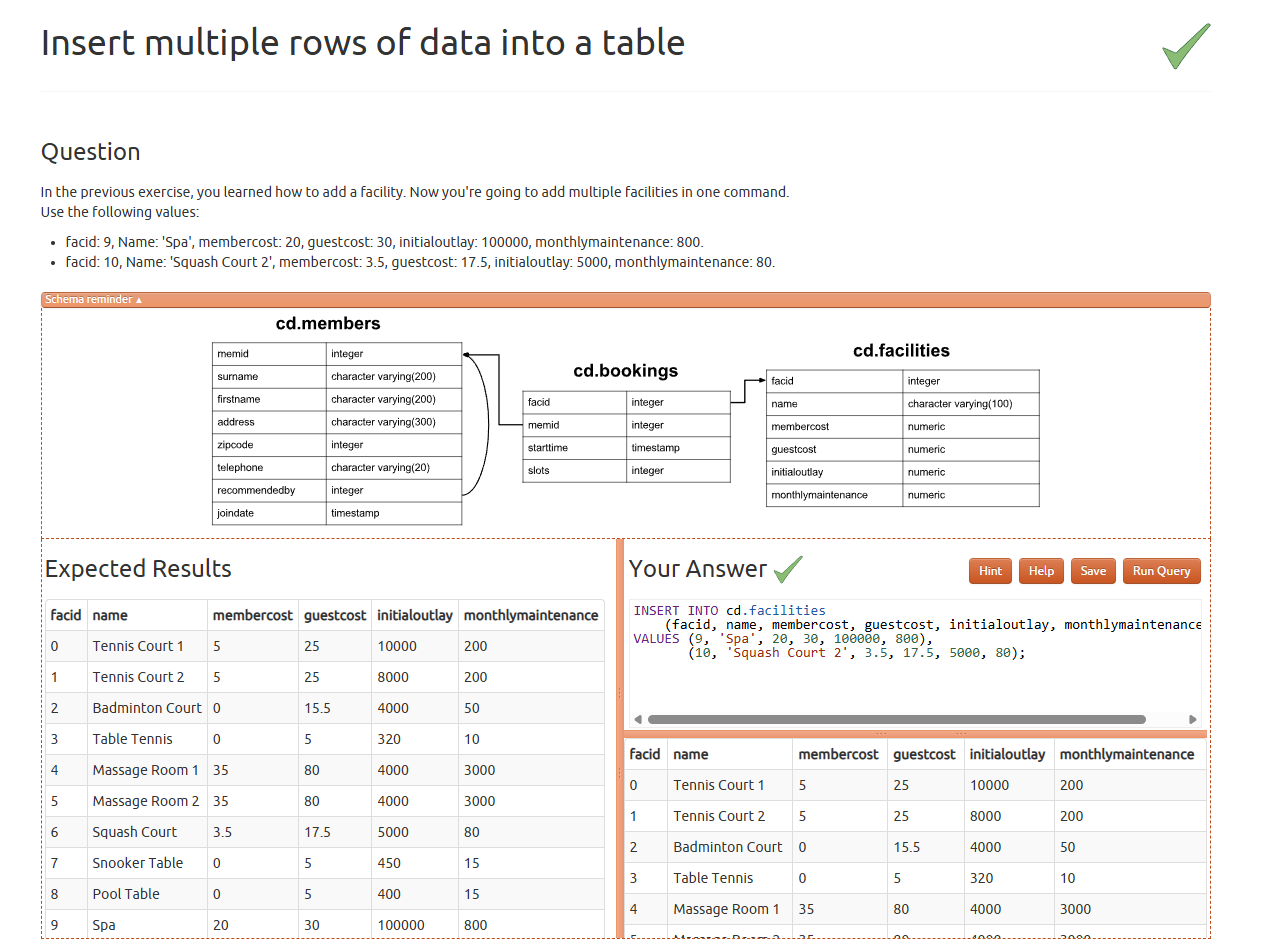 Insert multiple rows of data into a table
Question
In the previous exercise, you learned how to add a facility. Now you're going to add multiple facilities in one command.
Use the following values:
• facid: 9, Name: 'Spa', membercost: 20, guestcost: 30, initialoutlay: 100000, monthlymaintenance: 800.
• facid: 10, Name: 'Squash Court 2', membercost: 3.5, guestcost: 17.5, initialoutlay: 5000, monthlymaintenance: 80.
Schema reminder ▲
cd.members
memid integer
surname character varying(200)
firstname character varying(200)
address character varying(300)
zipcode integer
telephone character varying(20)
recommendedby integer
joindate timestamp
cd.bookings
facid integer
memid integer
starttime timestamp
slots integer
cd.facilities
facid integer
name character varying(100)
membercost numeric
guestcost numeric
initialoutlay numeric
monthlymaintenance numeric
Expected Results
facid name membercost guestcost initialoutlay monthlymaintenance
0 Tennis Court 1 5 25 10000 200
1 Tennis Court 2 5 25 8000 200
2 Badminton Court 0 15.5 4000 50
3 Table Tennis 0 5 320 10
4 Massage Room 1 35 80 4000 3000
5 Massage Room 2 35 80 4000 3000
6 Squash Court 3.5 17.5 5000 80
7 Snooker Table 0 5 450 15
8 Pool Table 0 5 400 15
9 Spa 20 30 100000 800
Your Answer
Hint Help Save Run Query
INSERT INTO cd.facilities
(facid, name, membercost, guestcost, initialoutlay, monthlymaintenance
VALUES (9, 'Spa', 20, 30, 100000, 800),
(10, 'Squash Court 2', 3.5, 17.5, 5000, 80);
facid name membercost guestcost initialoutlay monthlymaintenance
0 Tennis Court 1 5 25 10000 200
1 Tennis Court 2 5 25 8000 200
2 Badminton Court 0 15.5 4000 50
3 Table Tennis 0 5 320 10
4 Massage Room 1 35 80 4000 3000